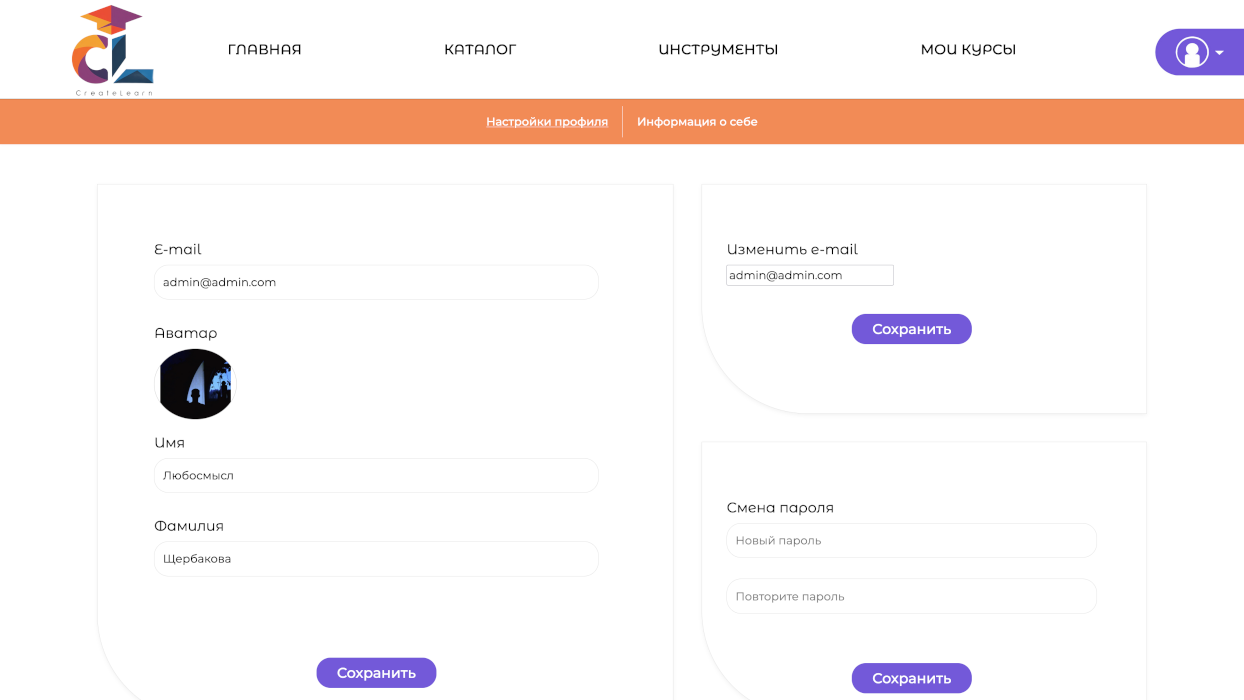 ГЛАВНАЯ
КАТАЛОГ
ИНСТРУМЕНТЫ
МОИ КУРСЫ
CL
CreateLearn
Настройки профиля
Информация о себе
E-mail
admin@admin.com
Аватар
Имя
Любосмысл
Фамилия
Щербакова
Сохранить
Изменить e-mail
admin@admin.com
Сохранить
Смена пароля
Новый пароль
Повторите пароль
Сохранить